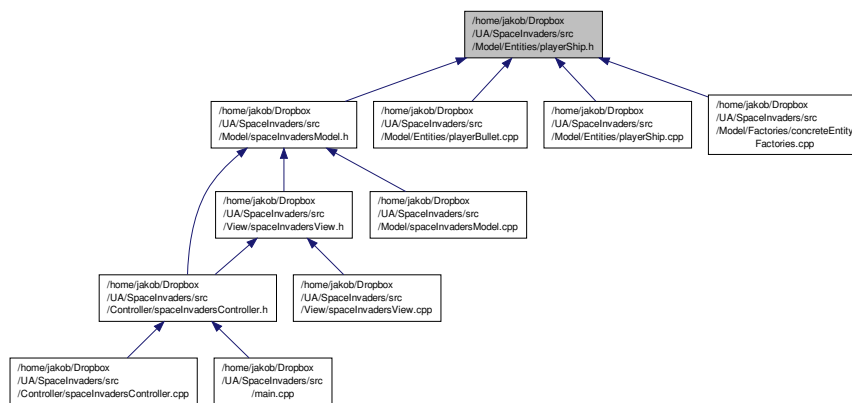 /home/jakob/Dropbox
/UA/SpaceInvaders/src
/Model/Entities/playerShip.h
/home/jakob/Dropbox
/UA/SpaceInvaders/src
/Model/spaceInvadersModel.h
/home/jakob/Dropbox
/UA/SpaceInvaders/src
/Model/Entities/playerBullet.cpp
/home/jakob/Dropbox
/UA/SpaceInvaders/src
/Model/Entities/playerShip.cpp
/home/jakob/Dropbox
/UA/SpaceInvaders/src
/Model/Factories/concreteEntity
Factories.cpp
/home/jakob/Dropbox
/UA/SpaceInvaders/src
/View/spaceInvadersView.h
/home/jakob/Dropbox
/UA/SpaceInvaders/src
/Model/spaceInvadersModel.cpp
/home/jakob/Dropbox
/UA/SpaceInvaders/src
/Controller/spaceInvadersController.h
/home/jakob/Dropbox
/UA/SpaceInvaders/src
/View/spaceInvadersView.cpp
/home/jakob/Dropbox
/UA/SpaceInvaders/src
/Controller/spaceInvadersController.cpp
/home/jakob/Dropbox
/UA/SpaceInvaders/src
/main.cpp